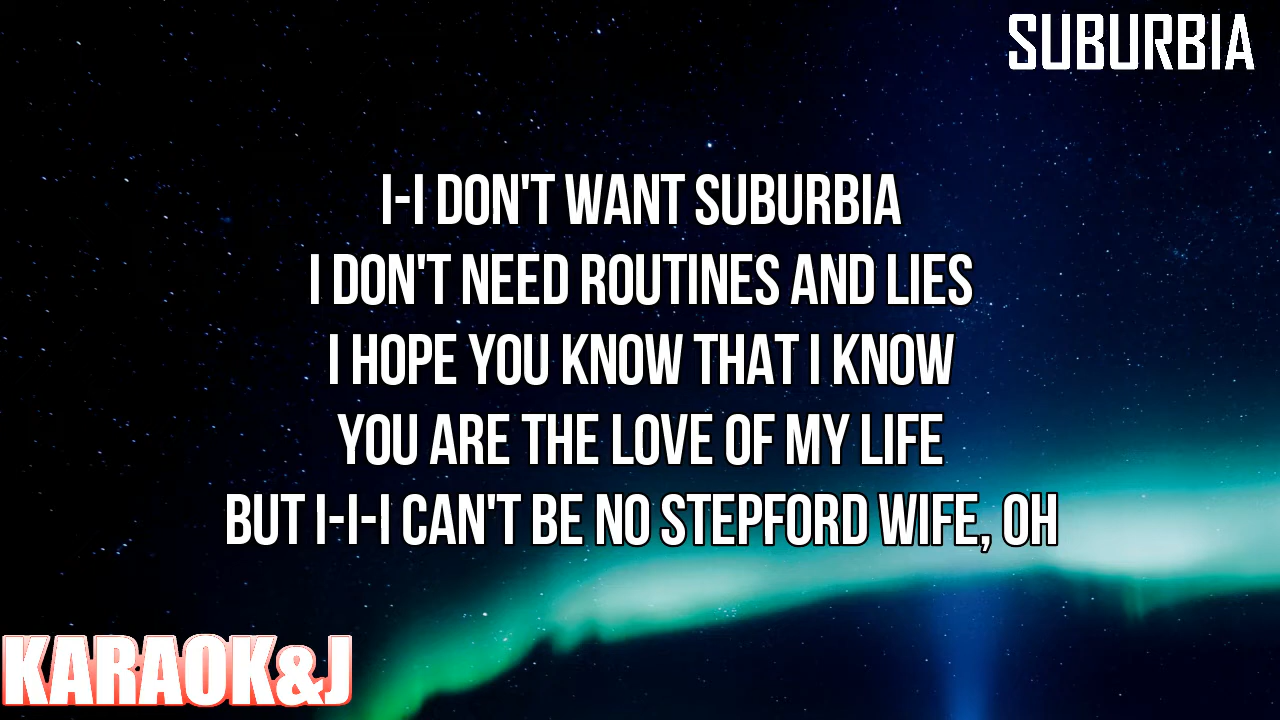 SUBURBIA
I-I DON'T WANT SUBURBIA
I DON'T NEED ROUTINES AND LIES
I HOPE YOU KNOW THAT I KNOW
YOU ARE THE LOVE OF MY LIFE
BUT I-I-I CAN'T BE NO STEPFORD WIFE, OH
KARAOK&J